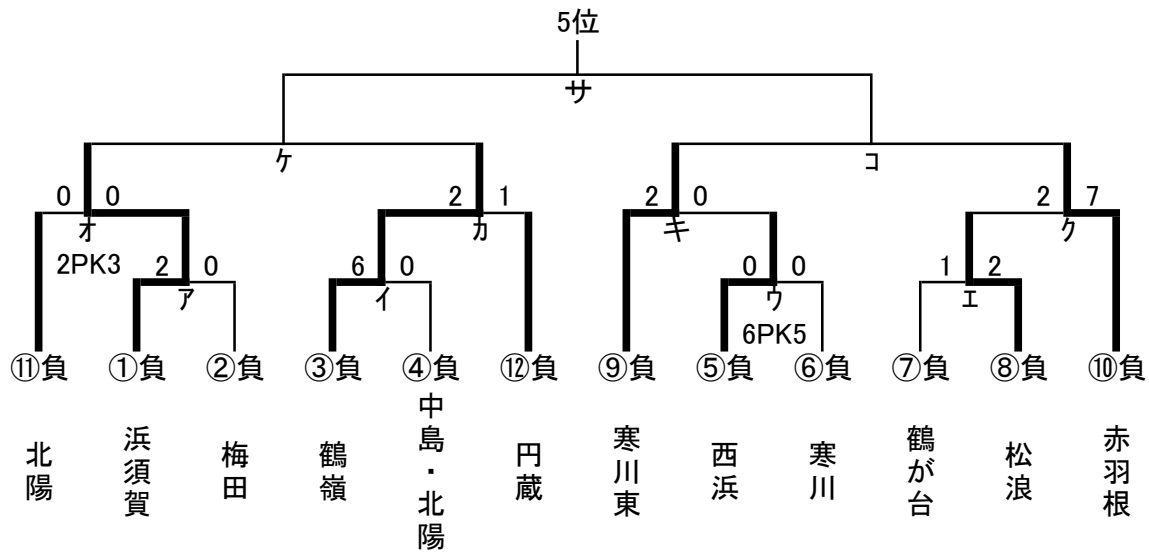 5位
サ
ケ
コ
0 0
2 1
2 0
2 7
オ
カ
キ
ク
2PK3
2 0
6 0
0 0
1 2
ア
イ
ウ
エ
6PK5
⑪負 ①負 ②負 ③負 ④負 ⑫負 ⑨負 ⑤負 ⑥負 ⑦負 ⑧負 ⑩負
北陽
浜須賀
梅田
鶴嶺
中島・北陽
円蔵
寒川東
西浜
寒川
鶴が台
松浪
赤羽根